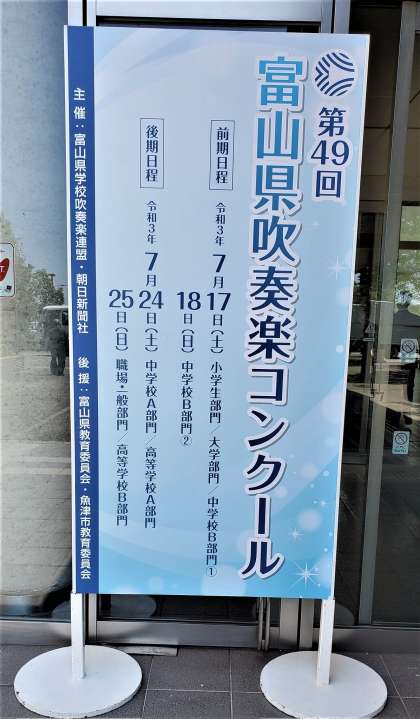 第49回
富山県吹奏楽コンクール
前期日程 令和3年 7月17日(土) 小学生部門/大学部門/中学校B部門①
18日(日) 中学校B部門②
後期日程 令和3年 7月24日(土) 中学校A部門/高等学校A部門
25日(日) 職場・一般部門/高等学校B部門
主催:富山県学校吹奏楽連盟・朝日新聞社 後援:富山県教育委員会・魚津市教育委員会